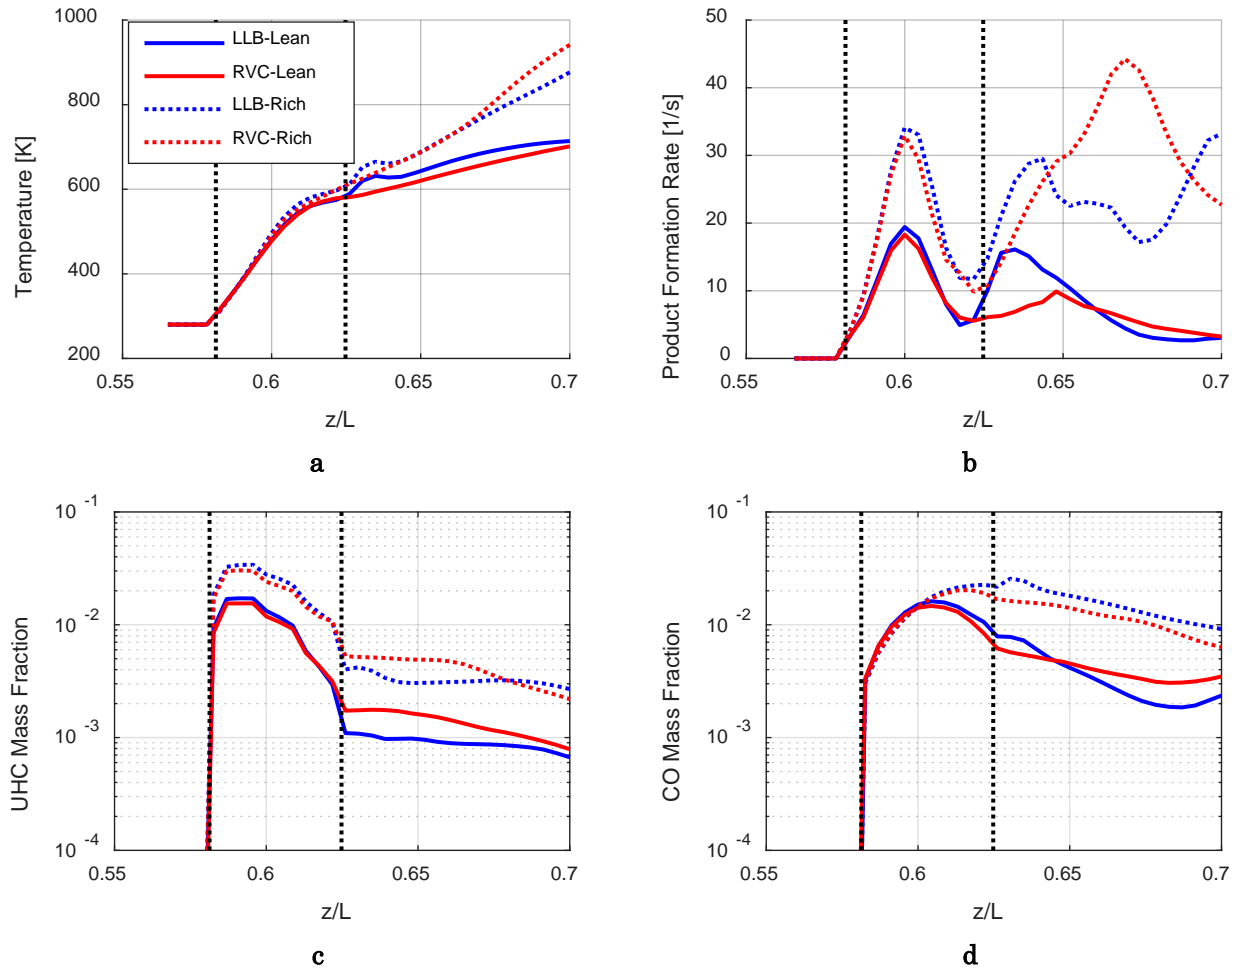 1000
800
600
400
200
0.55
0.6
0.65
0.7
Temperature [K]
z/L
LLB-Lean
RVC-Lean
LLB-Rich
RVC-Rich
a
50
40
30
20
10
0
0.55
0.6
0.65
0.7
Product Formation Rate [1/s]
z/L
b
10 -1
10 -2
10 -3
10 -4
0.55
0.6
0.65
0.7
UHC Mass Fraction
z/L
c
10 -1
10 -2
10 -3
10 -4
0.55
0.6
0.65
0.7
CO Mass Fraction
z/L
d